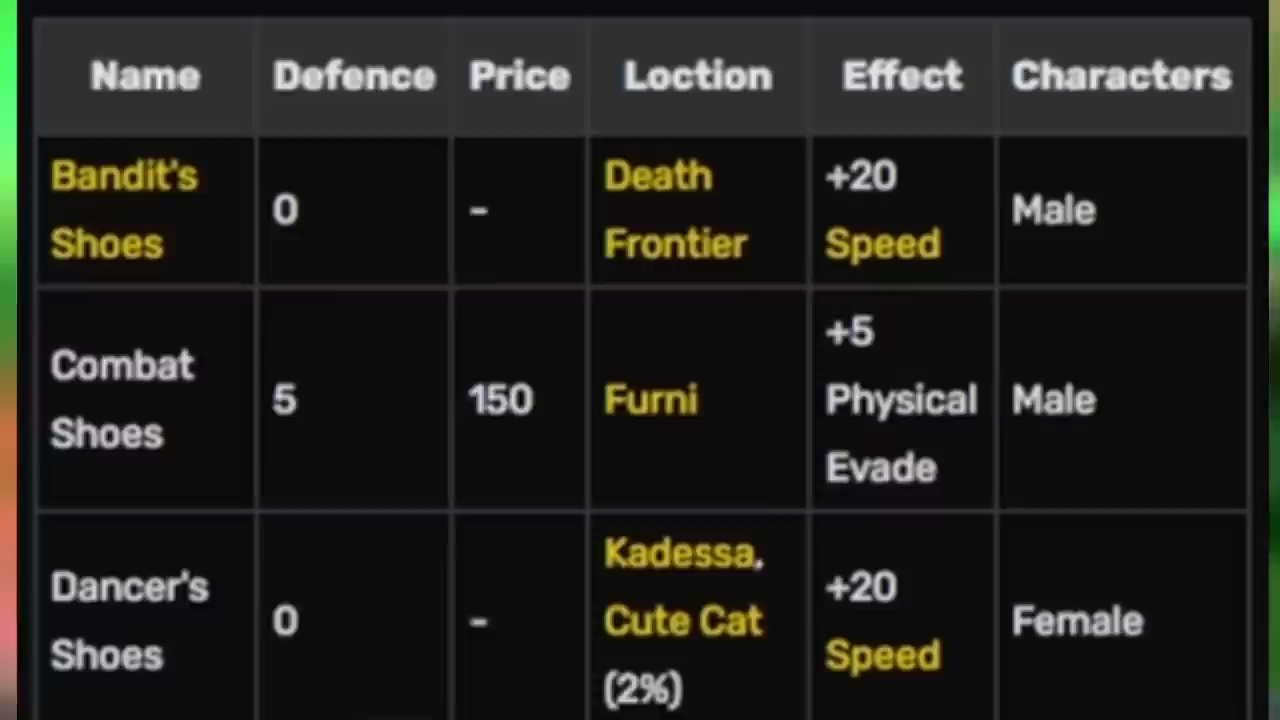 Name Defence Price Loction Effect Characters
Bandit's Shoes 0 - Death Frontier +20 Speed Male
Combat Shoes 5 150 Furni +5 Physical Evade Male
Dancer's Shoes 0 - Kadessa, Cute Cat (2%) +20 Speed Female